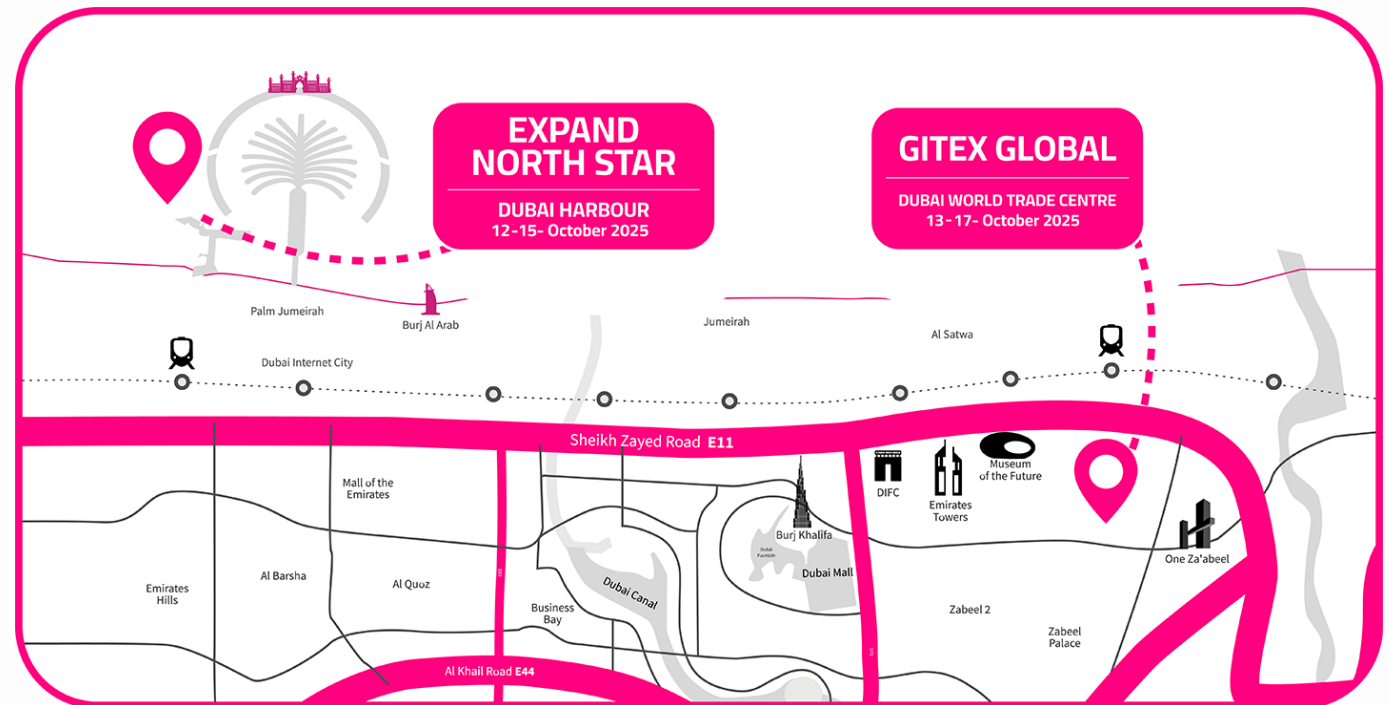 EXPAND
NORTH STAR
DUBAI HARBOUR
12-15- October 2025
GITEX GLOBAL
DUBAI WORLD TRADE CENTRE
13-17- October 2025
Palm Jumeirah
Burj Al Arab
Jumeirah
Al Satwa
Dubai Internet City
Sheikh Zayed Road E11
Mall of the
Emirates
DIFC
Emirates
Towers
Museum
of the Future
Burj Khalifa
Dubai
Fountain
Dubai Mall
One Za'abeel
Emirates
Hills
Al Barsha
Al Quoz
Business
Bay
Dubai Canal
Zabeel 2
Zabeel
Palace
Al Khail Road E44